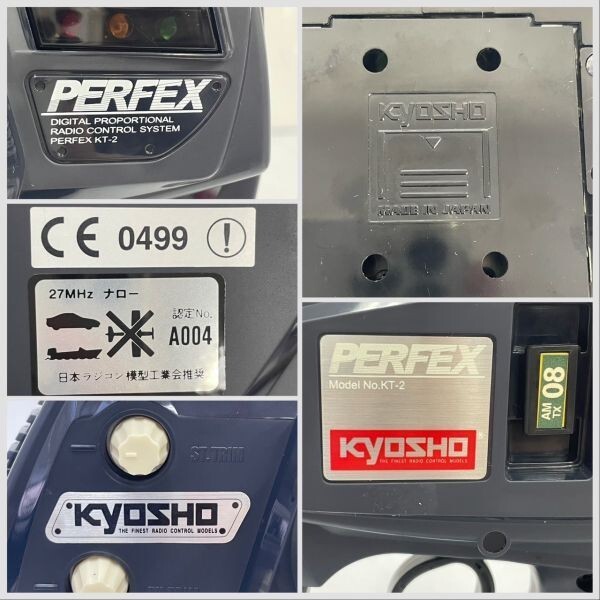 PERFEX
DIGITAL PROPORTIONAL
RADIO CONTROL SYSTEM
PERFEX KT-2
KYOSHO
MADE IN JAPAN
CE 0499 !
27MHz ナロー
認定No.
A004
日本ラジコン模型工業会推奨
PERFEX
Model No.KT-2
KYOSHO
THE FINEST RADIO CONTROL MODELS
AM
TX
08
ST.TRIM
KYOSHO
THE FINEST RADIO CONTROL MODELS